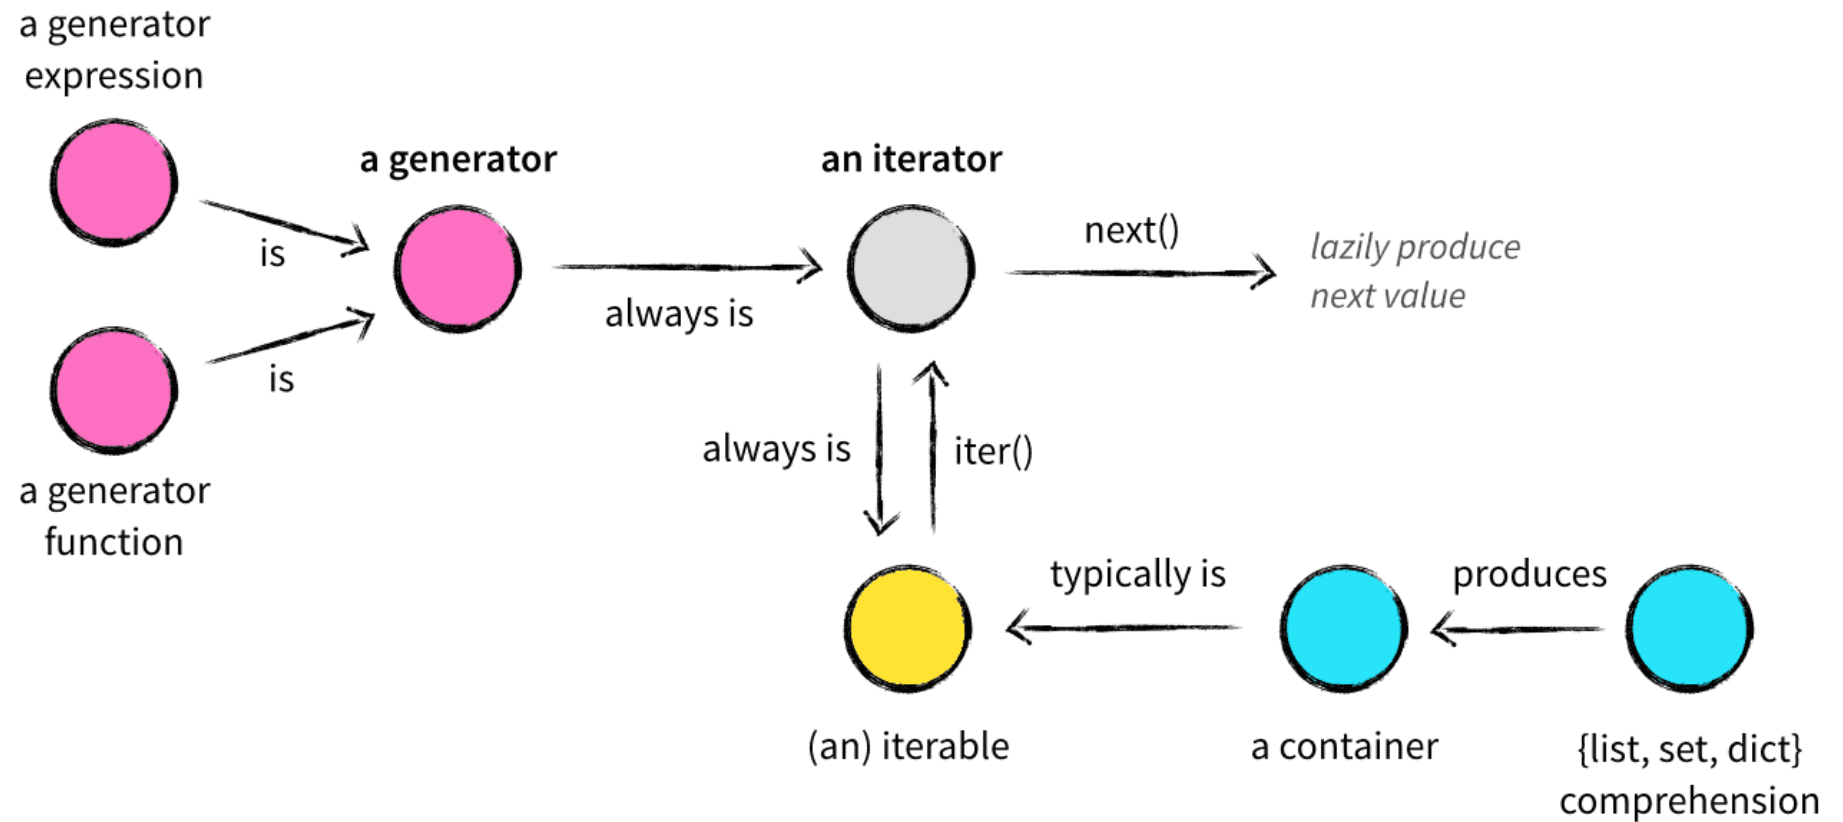 a generator
expression
a generator
an iterator
is
always is
next()
lazily produce
next value
is
a generator
function
always is
iter()
typically is
produces
(an) iterable
a container
{list, set, dict}
comprehension